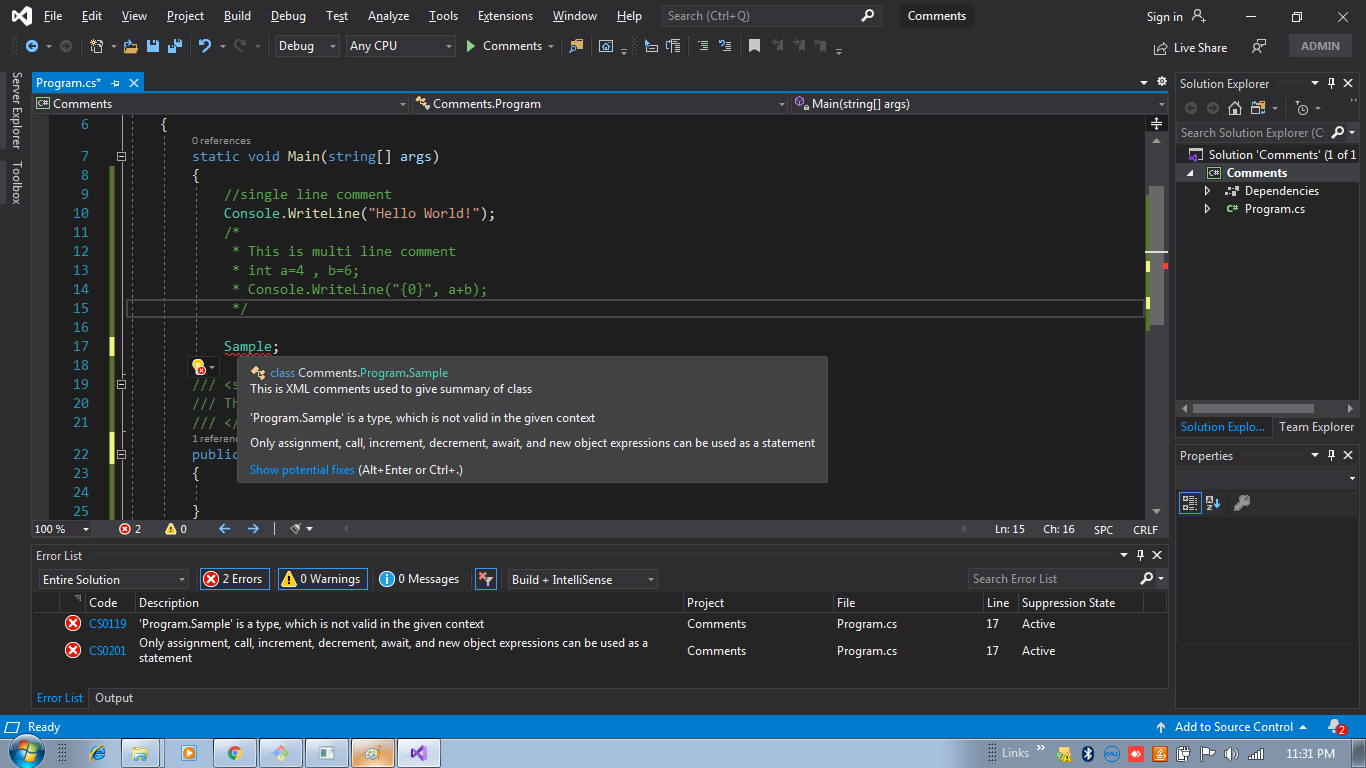 File Edit View Project Build Debug Test Analyze Tools Extensions Window Help Search (Ctrl+Q) Comments Sign in
Debug Any CPU Comments Live Share ADMIN
Server Explorer
Toolbox
Program.cs*
Comments Comments.Program Main(string[] args)
6 {
0 references
7 static void Main(string[] args)
8 {
9 //single line comment
10 Console.WriteLine("Hello World!");
11 /*
12 * This is multi line comment
13 * int a=4 , b=6;
14 * Console.WriteLine("{0}", a+b);
15 */
16
17 Sample;
18
19 /// <s
20 /// Th
21 /// </
1 referenc
22 public
23 {
24
25 }
class Comments.Program.Sample
This is XML comments used to give summary of class
'Program.Sample' is a type, which is not valid in the given context
Only assignment, call, increment, decrement, await, and new object expressions can be used as a statement
Show potential fixes (Alt+Enter or Ctrl+.)
100 % 2 0 Ln: 15 Ch: 16 SPC CRLF
Solution Explorer
Search Solution Explorer (C
Solution 'Comments' (1 of 1
C# Comments
Dependencies
C# Program.cs
Solution Explo... Team Explorer
Properties
Error List
Entire Solution 2 Errors 0 Warnings 0 Messages Build + IntelliSense Search Error List
Code Description Project File Line Suppression State
CS0119 'Program.Sample' is a type, which is not valid in the given context Comments Program.cs 17 Active
CS0201 Only assignment, call, increment, decrement, await, and new object expressions can be used as a
statement Comments Program.cs 17 Active
Error List Output
Ready Add to Source Control 2
Links 11:31 PM